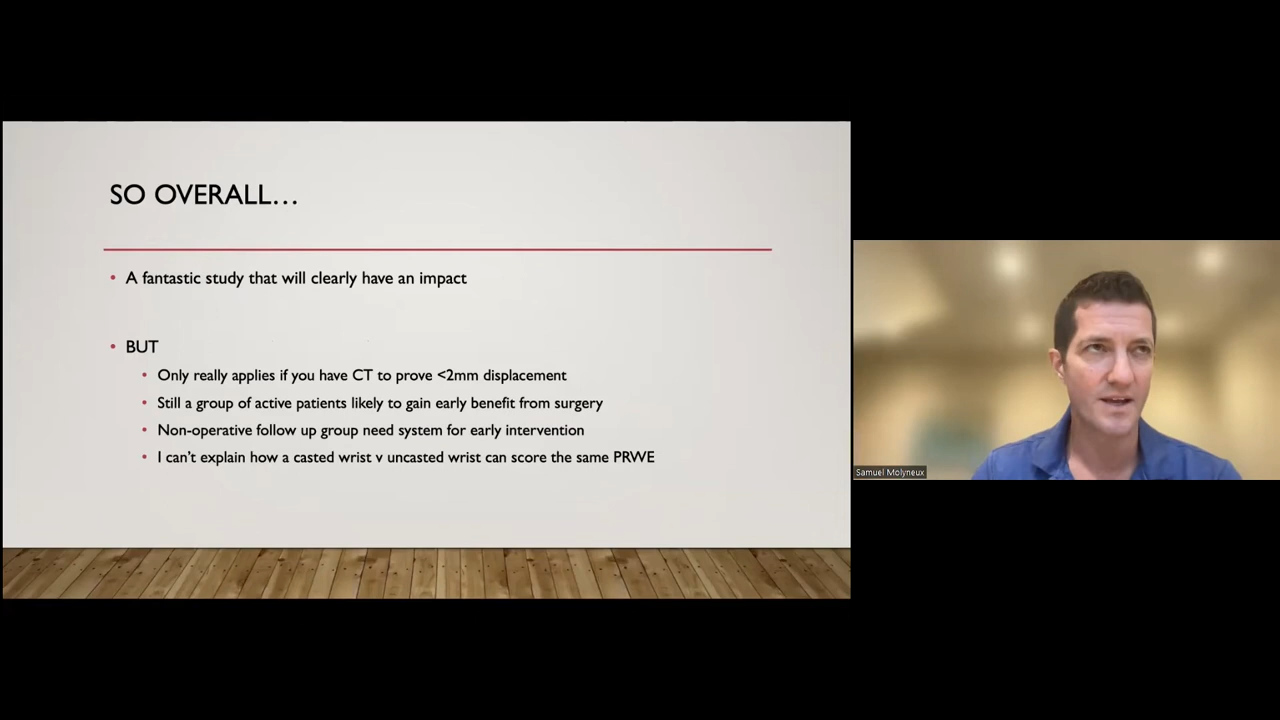 SO OVERALL…
• A fantastic study that will clearly have an impact
• BUT
• Only really applies if you have CT to prove <2mm displacement
• Still a group of active patients likely to gain early benefit from surgery
• Non-operative follow up group need system for early intervention
• I can't explain how a casted wrist v uncasted wrist can score the same PRWE
Samuel Molyneux